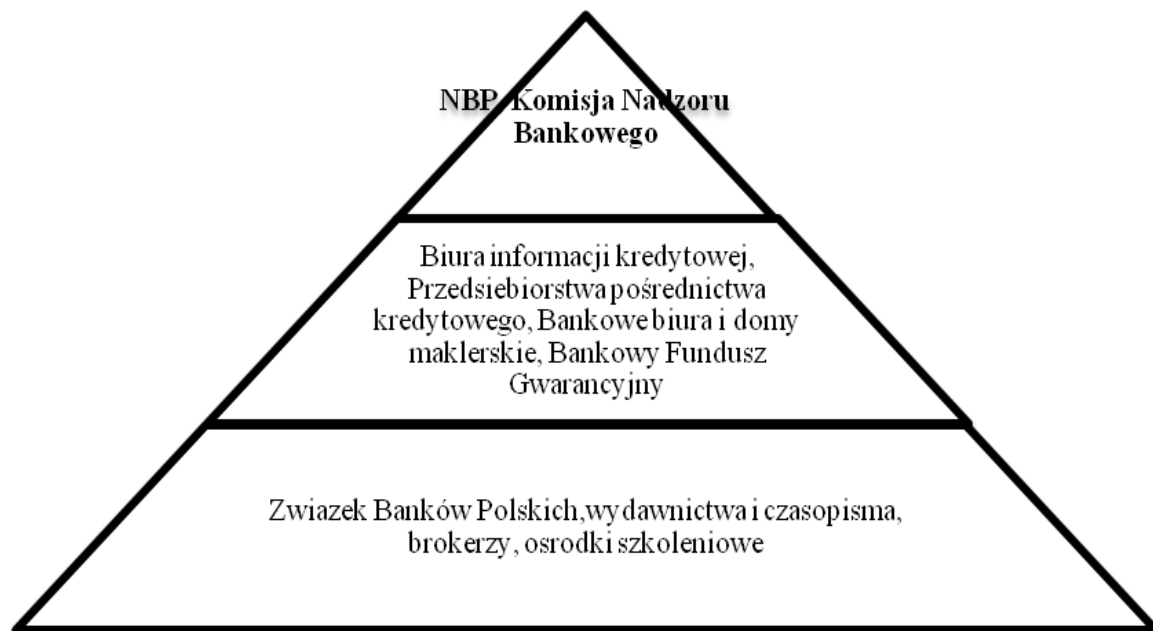 NBP, Komisja Nadzoru
Bankowego
Biura informacji kredytowej,
Przedsiebiorstwa pośrednictwa
kredytowego, Bankowe biura i domy
maklerskie, Bankowy Fundusz
Gwarancyjny
Zwiazek Banków Polskich,wydawnictwa i czasopisma,
brokerzy, osrodki szkoleniowe